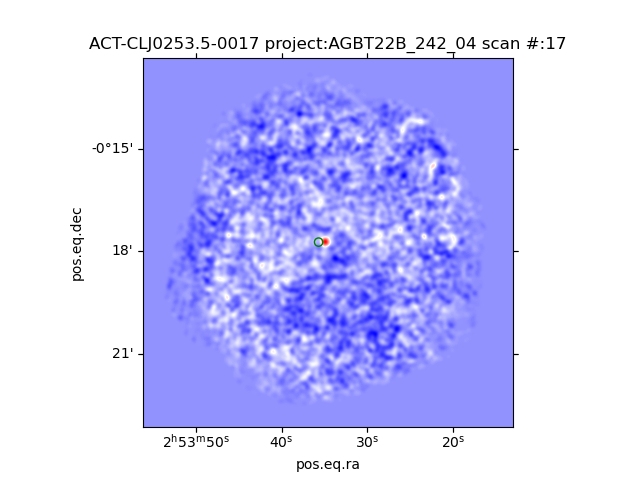 ACT-CLJ0253.5-0017 project:AGBT22B_242_04 scan #:17
-0°15'
18'
21'
pos.eq.dec
2ʰ53ᵐ50ˢ 40ˢ 30ˢ 20ˢ
pos.eq.ra